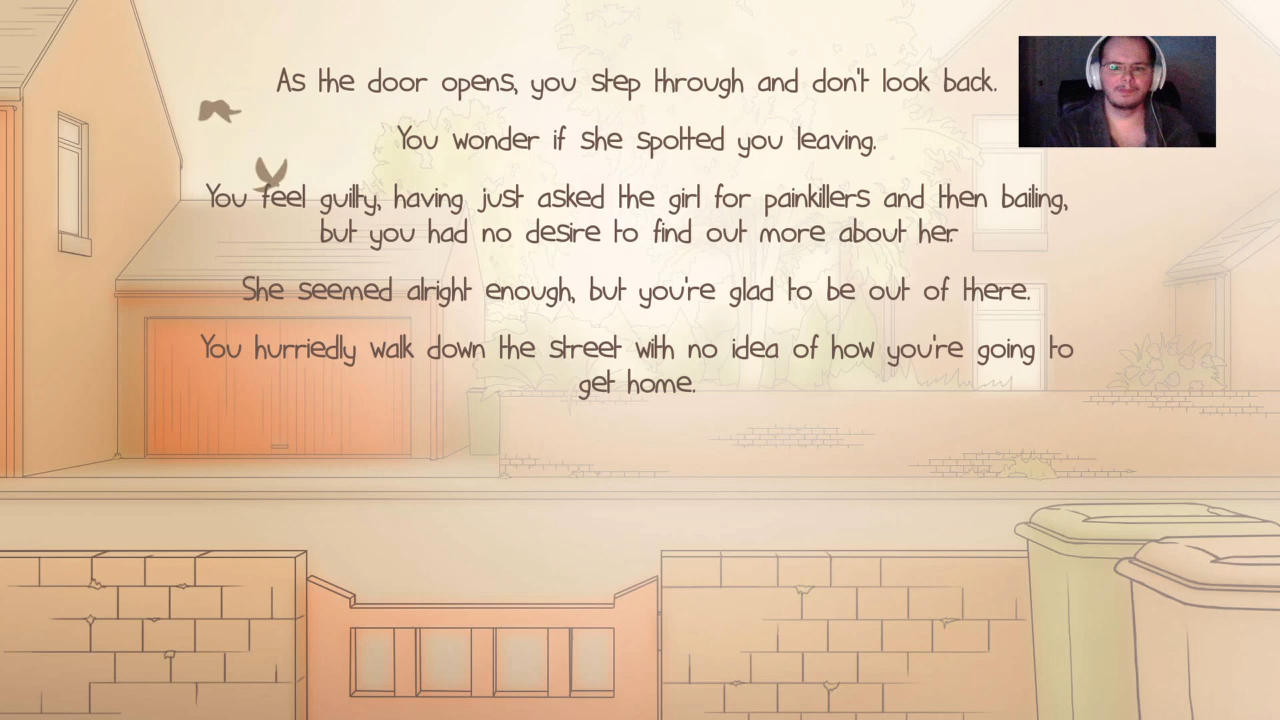 As the door opens, you step through and don't look back.
You wonder if she spotted you leaving.
You feel guilty, having just asked the girl for painkillers and then bailing,
but you had no desire to find out more about her.
She seemed alright enough, but you're glad to be out of there.
You hurriedly walk down the street with no idea of how you're going to
get home.